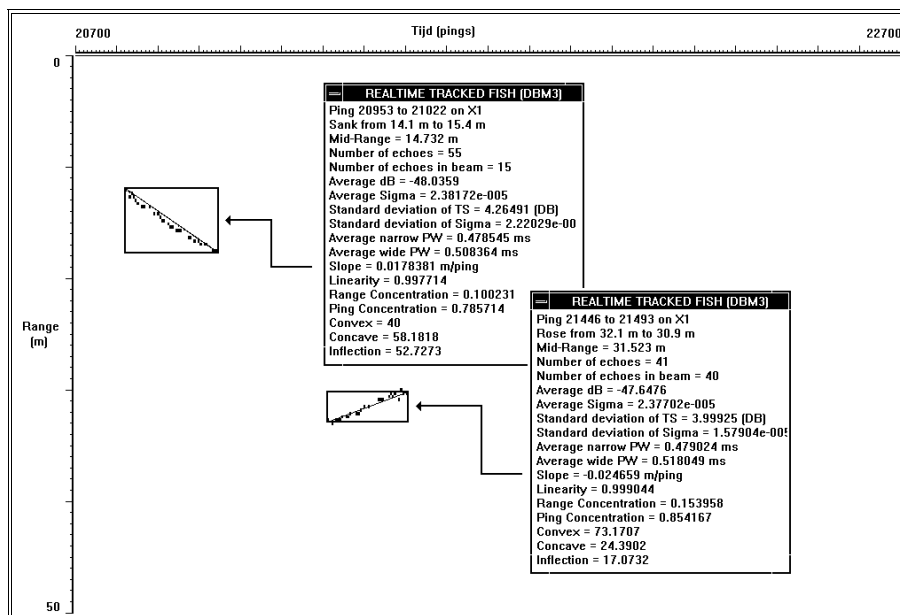 20700
Tijd (pings)
22700
0
Range
(m)
50
REALTIME TRACKED FISH (DBM3)
Ping 20953 to 21022 on X1
Sank from 14.1 m to 15.4 m
Mid-Range = 14.732 m
Number of echoes = 55
Number of echoes in beam = 15
Average dB = -48.0359
Average Sigma = 2.38172e-005
Standard deviation of TS = 4.26491 (DB)
Standard deviation of Sigma = 2.22029e-00
Average narrow PW = 0.478545 ms
Average wide PW = 0.508364 ms
Slope = 0.0178381 m/ping
Linearity = 0.997714
Range Concentration = 0.100231
Ping Concentration = 0.785714
Convex = 40
Concave = 58.1818
Inflection = 52.7273
REALTIME TRACKED FISH (DBM3)
Ping 21446 to 21493 on X1
Rose from 32.1 m to 30.9 m
Mid-Range = 31.523 m
Number of echoes = 41
Number of echoes in beam = 40
Average dB = -47.6476
Average Sigma = 2.37702e-005
Standard deviation of TS = 3.99925 (DB)
Standard deviation of Sigma = 1.57904e-005
Average narrow PW = 0.479024 ms
Average wide PW = 0.518049 ms
Slope = -0.024659 m/ping
Linearity = 0.999044
Range Concentration = 0.153958
Ping Concentration = 0.854167
Convex = 73.1707
Concave = 24.3902
Inflection = 17.0732